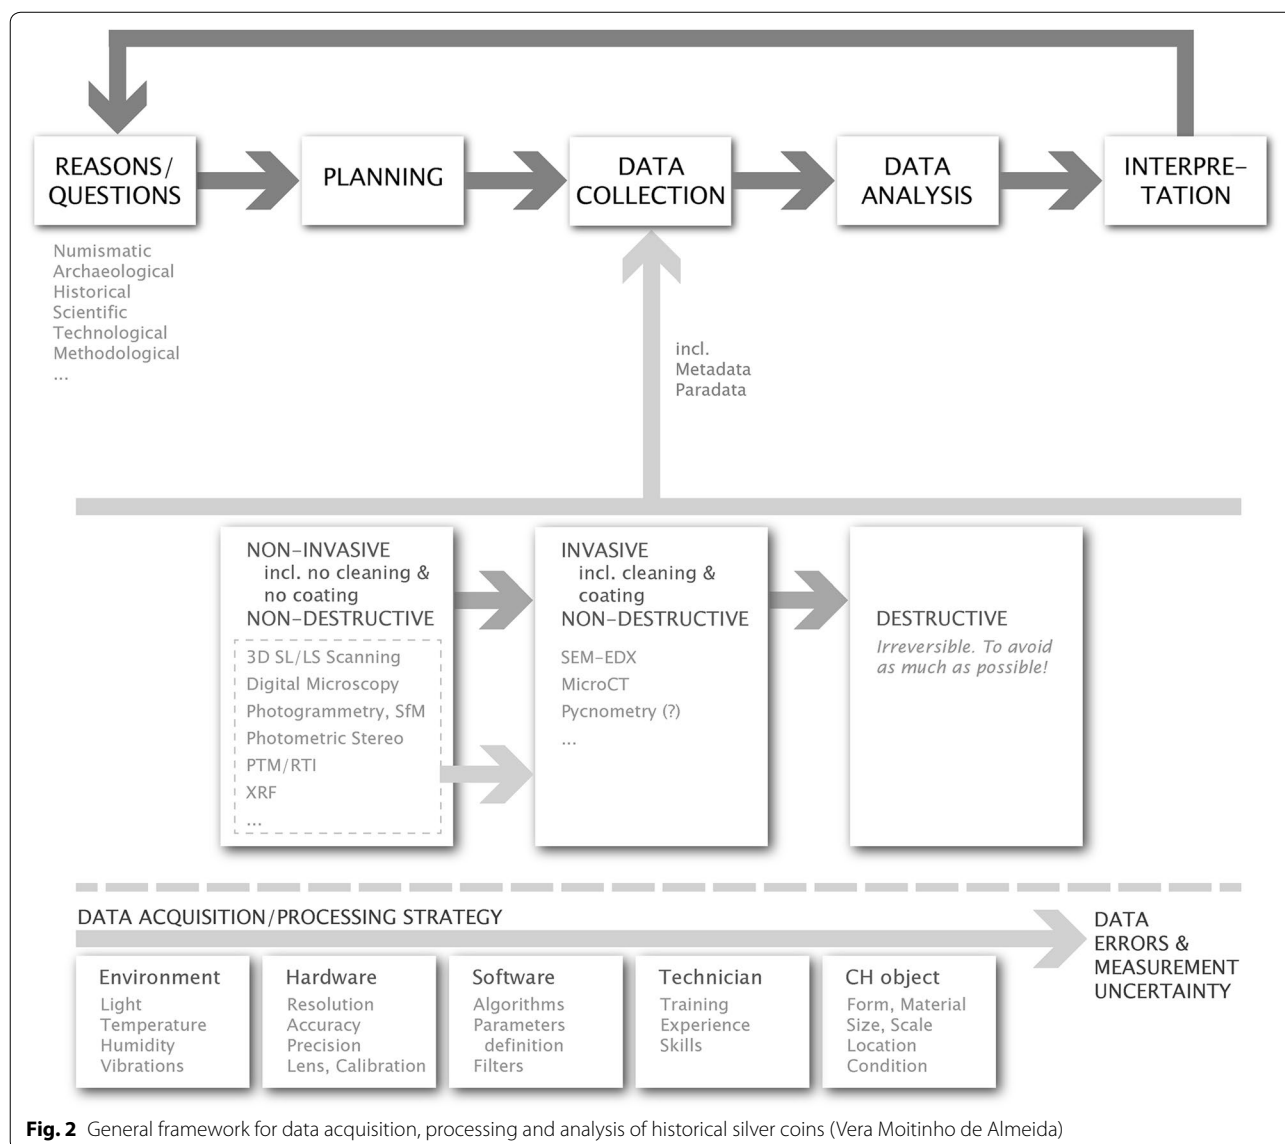 REASONS/
QUESTIONS
PLANNING
DATA
COLLECTION
DATA
ANALYSIS
INTERPRE-
TATION
Numismatic
Archaeological
Historical
Scientific
Technological
Methodological
...
incl.
Metadata
Paradata
NON-INVASIVE
incl. no cleaning &
no coating
NON-DESTRUCTIVE
3D SL/LS Scanning
Digital Microscopy
Photogrammetry, SfM
Photometric Stereo
PTM/RTI
XRF
...
INVASIVE
incl. cleaning &
coating
NON-DESTRUCTIVE
SEM-EDX
MicroCT
Pycnometry (?)
...
DESTRUCTIVE
Irreversible. To avoid
as much as possible!
DATA ACQUISITION/PROCESSING STRATEGY
DATA
ERRORS &
MEASUREMENT
UNCERTAINTY
Environment
Light
Temperature
Humidity
Vibrations
Hardware
Resolution
Accuracy
Precision
Lens, Calibration
Software
Algorithms
Parameters
definition
Filters
Technician
Training
Experience
Skills
CH object
Form, Material
Size, Scale
Location
Condition
Fig. 2 General framework for data acquisition, processing and analysis of historical silver coins (Vera Moitinho de Almeida)